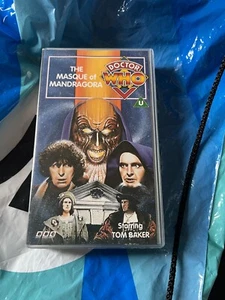 THE
MASQUE of
MANDRAGORA
DOCTOR
WHO
U
Starring
TOM BAKER
BBC